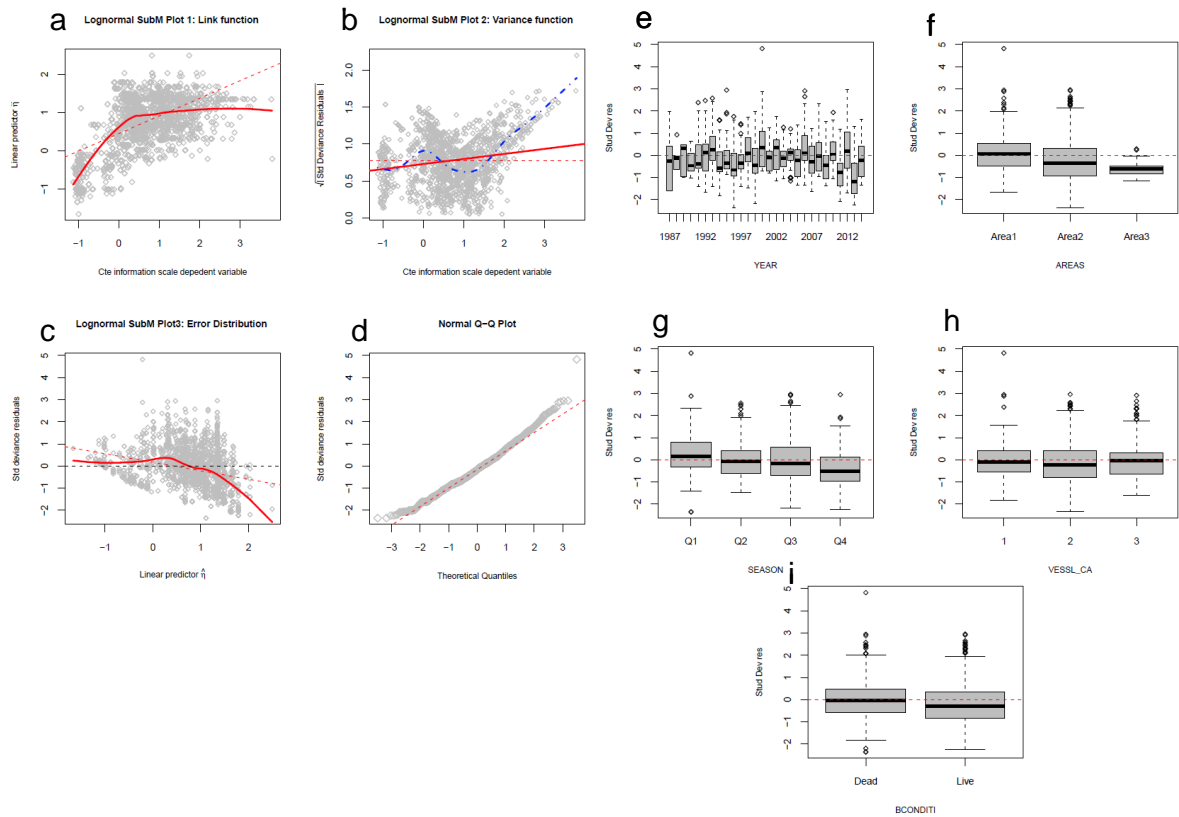 a
Lognormal SubM Plot 1: Link function
Linear predictor η̂
2
1
0
−1
−1 0 1 2 3
Cte information scale depedent variable
b
Lognormal SubM Plot 2: Variance function
√| Std Deviance Residuals |
2.0
1.5
1.0
0.5
0.0
−1 0 1 2 3
Cte information scale depedent variable
c
Lognormal SubM Plot3: Error Distribution
Std deviance residuals
5
4
3
2
1
0
−1
−2
−1 0 1 2
Linear predictor η̂
d
Normal Q−Q Plot
Std deviance residuals
5
4
3
2
1
0
−1
−2
−3 −2 −1 0 1 2 3
Theoretical Quantiles
e
Stud Dev res
5
4
3
2
1
0
−1
−2
1987 1992 1997 2002 2007 2012
YEAR
f
Stud Dev res
5
4
3
2
1
0
−1
−2
Area1 Area2 Area3
AREAS
g
Stud Dev res
5
4
3
2
1
0
−1
−2
Q1 Q2 Q3 Q4
SEASON
h
Stud Dev res
5
4
3
2
1
0
−1
−2
1 2 3
VESSL_CA
i
Stud Dev res
5
4
3
2
1
0
−1
−2
Dead Live
BCONDITI